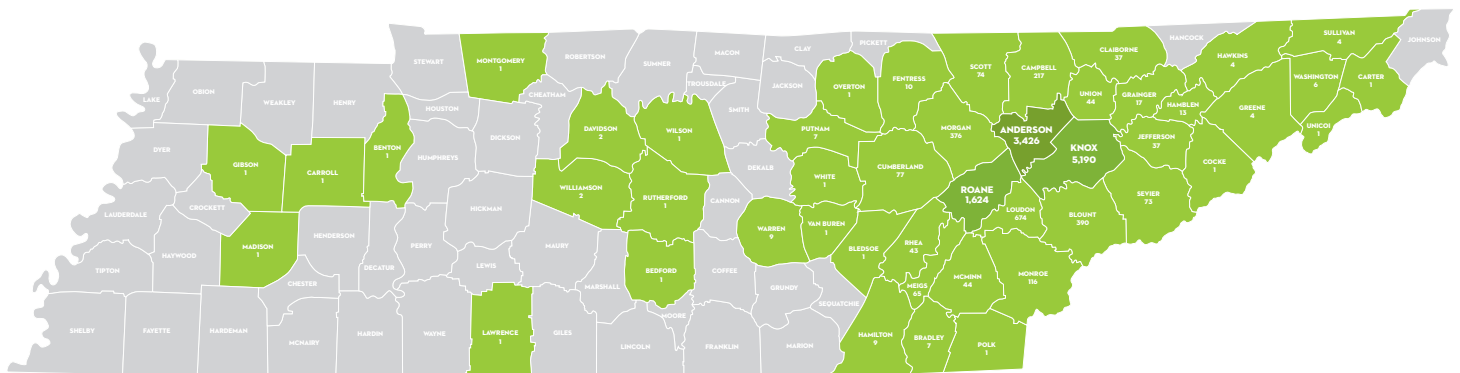 LAKE
OBION
WEAKLEY
HENRY
STEWART
MONTGOMERY
1
ROBERTSON
SUMNER
MACON
CLAY
PICKETT
TROUSDALE
JACKSON
SMITH
CHEATHAM
HOUSTON
DICKSON
HUMPHREYS
DYER
GIBSON
1
CARROLL
1
BENTON
1
DAVIDSON
2
WILSON
1
DEKALB
PUTNAM
7
OVERTON
1
FENTRESS
10
SCOTT
74
CAMPBELL
217
CLAIBORNE
37
HANCOCK
HAWKINS
4
SULLIVAN
4
JOHNSON
WASHINGTON
6
CARTER
1
UNICOI
1
GREENE
4
UNION
44
GRAINGER
17
HAMBLEN
13
JEFFERSON
37
COCKE
1
SEVIER
73
MORGAN
376
ANDERSON
3,426
KNOX
5,190
ROANE
1,624
LOUDON
674
BLOUNT
390
CUMBERLAND
77
WHITE
1
VAN BUREN
1
WARREN
9
CANNON
RUTHERFORD
1
WILLIAMSON
2
HICKMAN
MAURY
LAUDERDALE
CROCKETT
MADISON
1
HAYWOOD
HENDERSON
TIPTON
CHESTER
DECATUR
PERRY
LEWIS
MARSHALL
BEDFORD
1
COFFEE
GRUNDY
SEQUATCHIE
BLEDSOE
1
RHEA
43
MEIGS
65
MCMINN
44
MONROE
116
SHELBY
FAYETTE
HARDEMAN
MCNAIRY
HARDIN
WAYNE
LAWRENCE
1
GILES
LINCOLN
MOORE
FRANKLIN
MARION
HAMILTON
9
BRADLEY
7
POLK
1